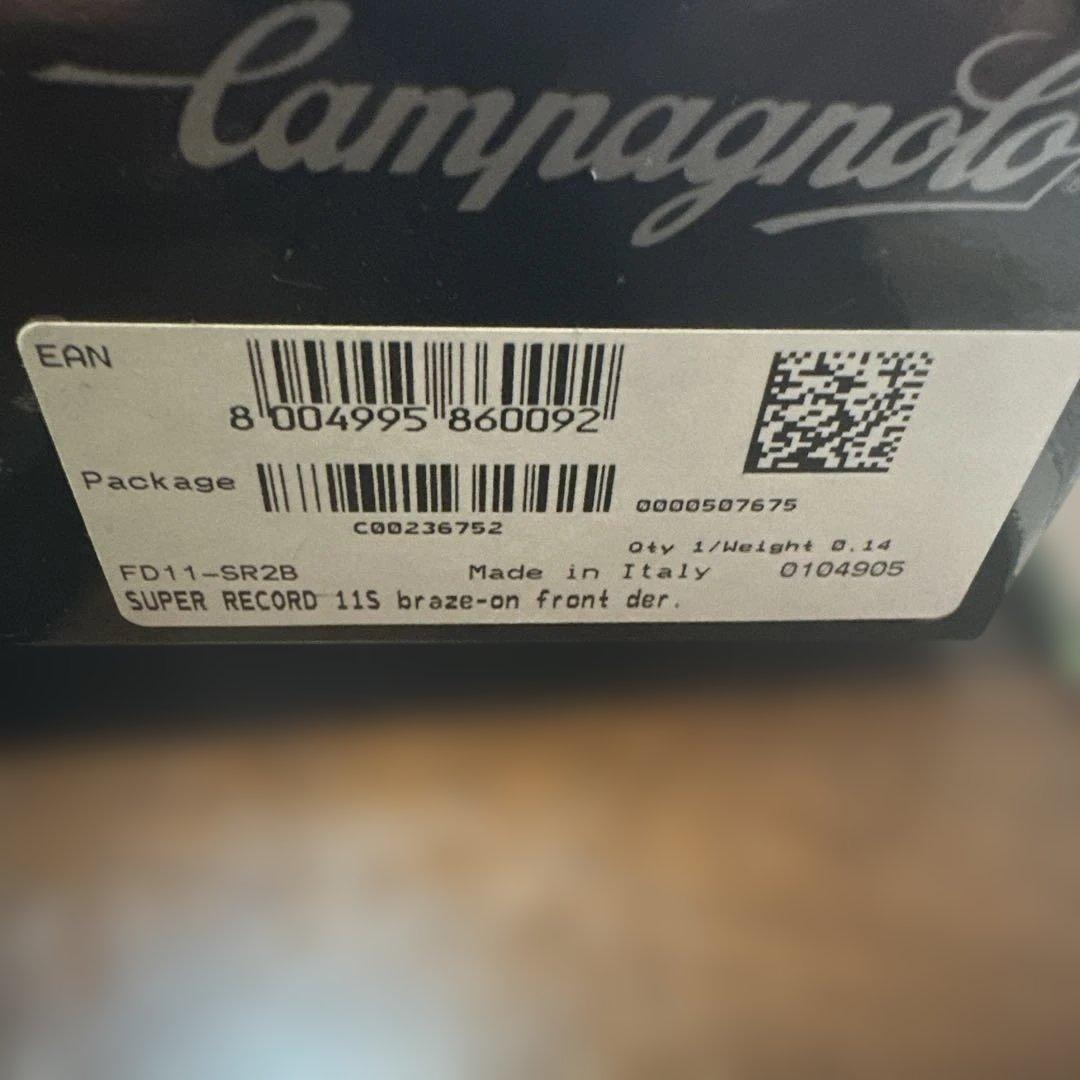 Campagnolo
EAN
8 004995 860092
Package
0000507675
C00236752
Qty 1/Weight 0.14
FD11-SR2B Made in Italy 0104905
SUPER RECORD 11S braze-on front der.